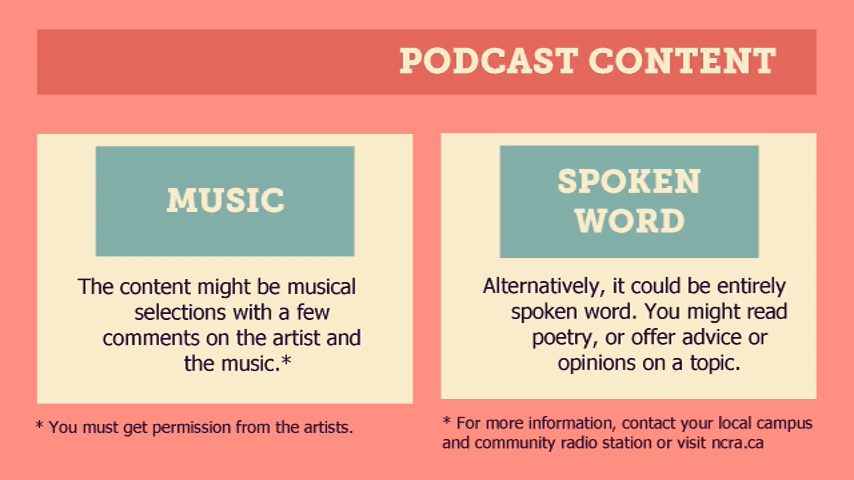 PODCAST CONTENT
MUSIC
The content might be musical
selections with a few
comments on the artist and
the music.*
* You must get permission from the artists.
SPOKEN
WORD
Alternatively, it could be entirely
spoken word. You might read
poetry, or offer advice or
opinions on a topic.
* For more information, contact your local campus
and community radio station or visit ncra.ca